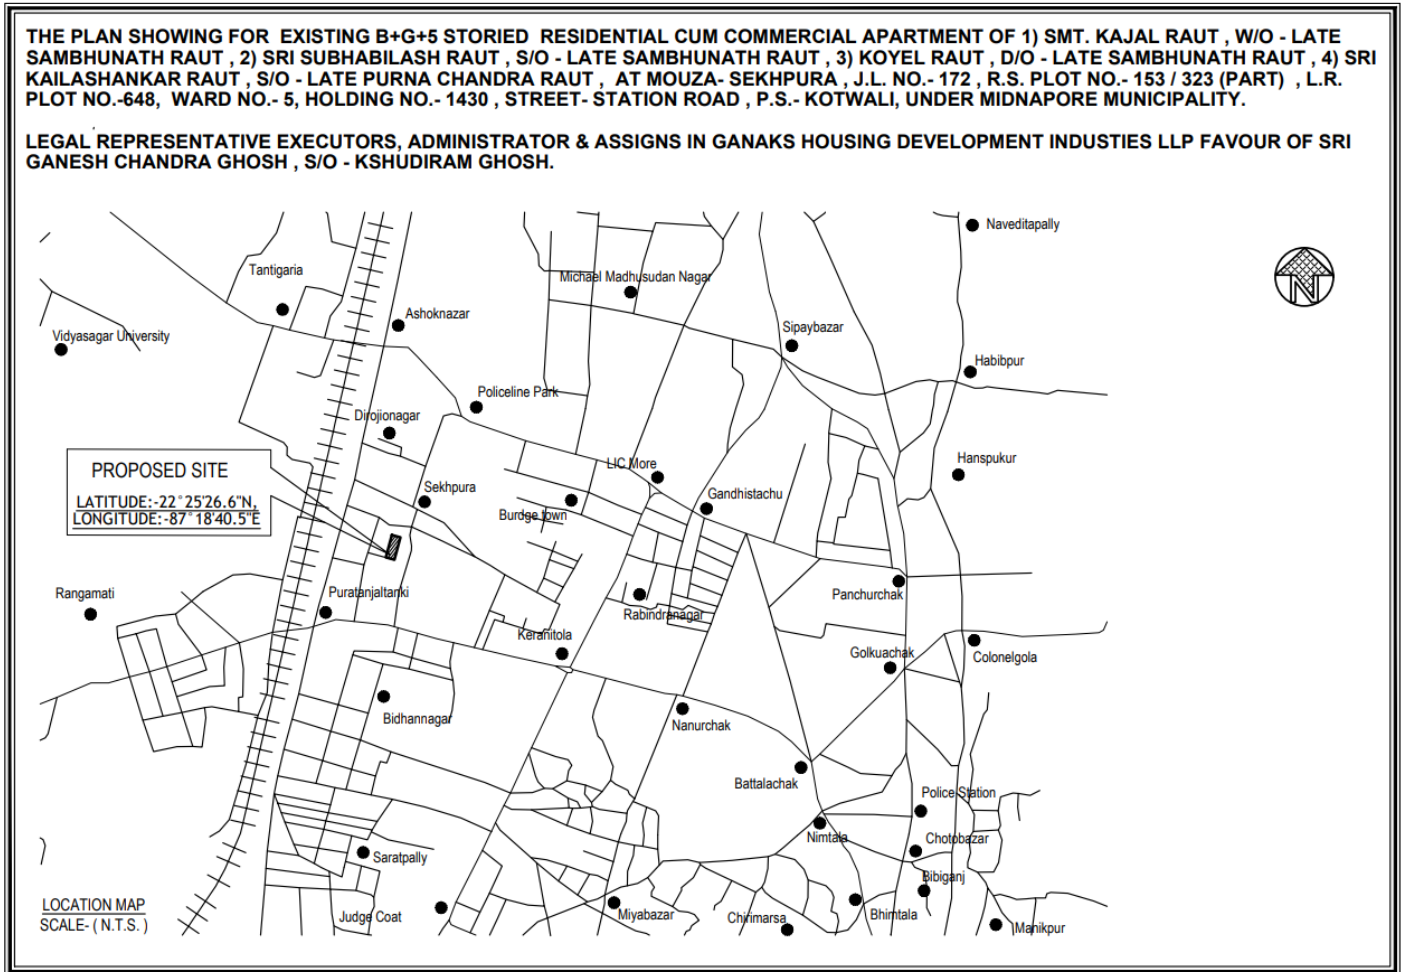 THE PLAN SHOWING FOR EXISTING B+G+5 STORIED RESIDENTIAL CUM COMMERCIAL APARTMENT OF 1) SMT. KAJAL RAUT , W/O - LATE
SAMBHUNATH RAUT , 2) SRI SUBHABILASH RAUT , S/O - LATE SAMBHUNATH RAUT , 3) KOYEL RAUT , D/O - LATE SAMBHUNATH RAUT , 4) SRI
KAILASHANKAR RAUT , S/O - LATE PURNA CHANDRA RAUT , AT MOUZA- SEKHPURA , J.L. NO.- 172 , R.S. PLOT NO.- 153 / 323 (PART) , L.R.
PLOT NO.-648, WARD NO.- 5, HOLDING NO.- 1430 , STREET- STATION ROAD , P.S.- KOTWALI, UNDER MIDNAPORE MUNICIPALITY.
LEGAL REPRESENTATIVE EXECUTORS, ADMINISTRATOR & ASSIGNS IN GANAKS HOUSING DEVELOPMENT INDUSTIES LLP FAVOUR OF SRI
GANESH CHANDRA GHOSH , S/O - KSHUDIRAM GHOSH.
Naveditapally
Tantigaria
Michael Madhusudan Nagar
N
Ashoknazar
Sipaybazar
Vidyasagar University
Habibpur
Policeline Park
Dirojionagar
Hanspukur
LIC More
PROPOSED SITE
LATITUDE:-22°25'26.6"N,
LONGITUDE:-87°18'40.5"E
Sekhpura
Gandhistachu
Burdge town
Rangamati
Puratanjaltanki
Panchurchak
Rabindranagar
Keranitola
Golkuachak
Colonelgola
Bidhannagar
Nanurchak
Battalachak
Police Station
Nimtala
Chotobazar
Saratpally
Bibiganj
LOCATION MAP
SCALE- ( N.T.S. )
Judge Coat
Miyabazar
Chirimarsa
Bhimtala
Manikpur